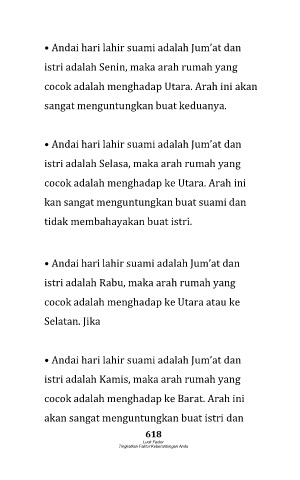 • Andai hari lahir suami adalah Jum’at dan
istri adalah Senin, maka arah rumah yang
cocok adalah menghadap Utara. Arah ini akan
sangat menguntungkan buat keduanya.
• Andai hari lahir suami adalah Jum’at dan
istri adalah Selasa, maka arah rumah yang
cocok adalah menghadap ke Utara. Arah ini
kan sangat menguntungkan buat suami dan
tidak membahayakan buat istri.
• Andai hari lahir suami adalah Jum’at dan
istri adalah Rabu, maka arah rumah yang
cocok adalah menghadap ke Utara atau ke
Selatan. Jika
• Andai hari lahir suami adalah Jum’at dan
istri adalah Kamis, maka arah rumah yang
cocok adalah menghadap ke Barat. Arah ini
akan sangat menguntungkan buat istri dan
618
Luck Factor
Tingkatkan Faktor Keberuntungan Anda